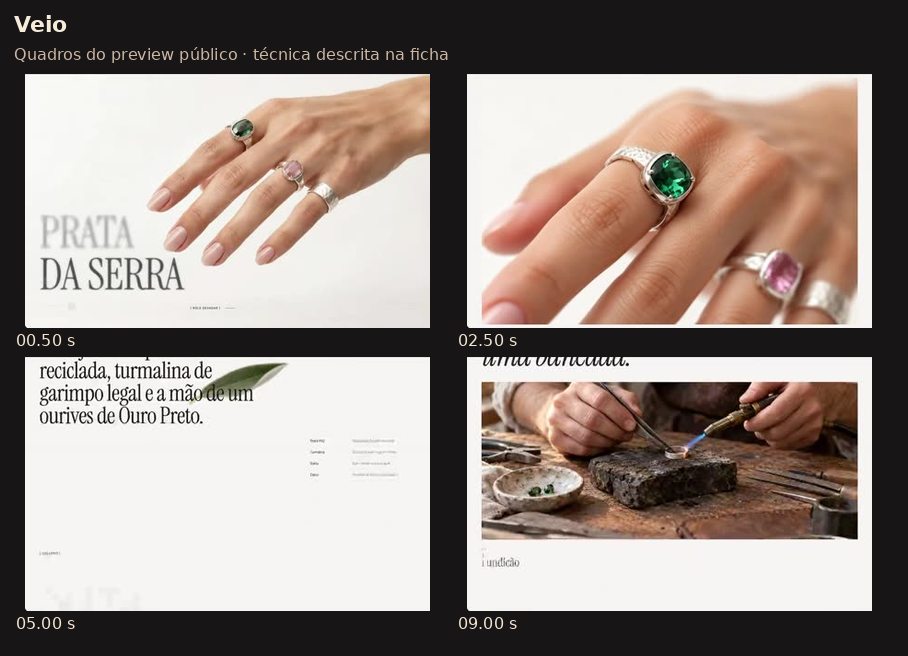 Veio
Quadros do preview público · técnica descrita na ficha
PRATA
DA SERRA
00.50 s
02.50 s
reciclada, turmalina de
garimpo legal e a mão de um
ourives de Ouro Preto.
05.00 s
uma bancada.
undição
09.00 s